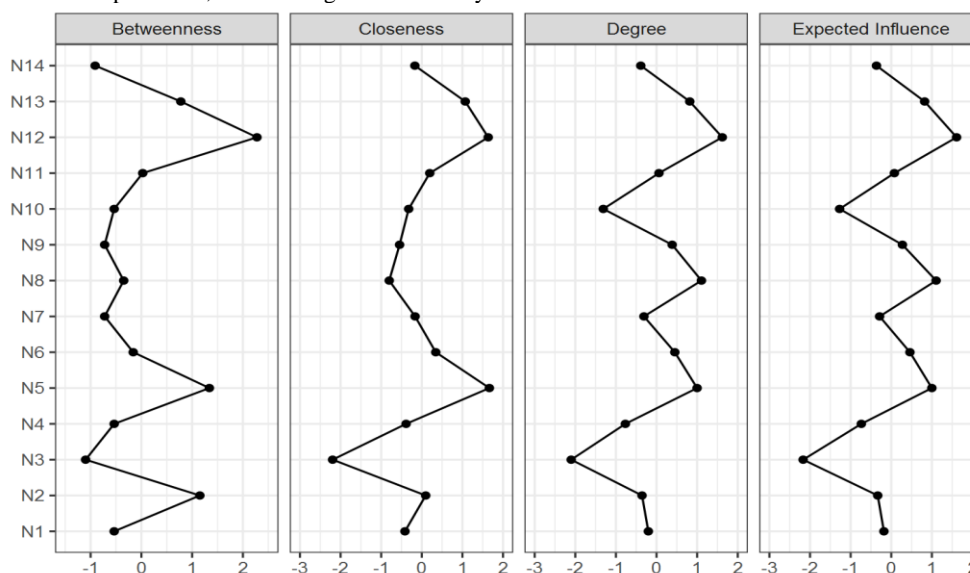 Betweenness Closeness Degree Expected Influence
N14
N13
N12
N11
N10
N9
N8
N7
N6
N5
N4
N3
N2
N1
-1 0 1 2 -3 -2 -1 0 1 2 -3 -2 -1 0 1 2 -3 -2 -1 0 1 2